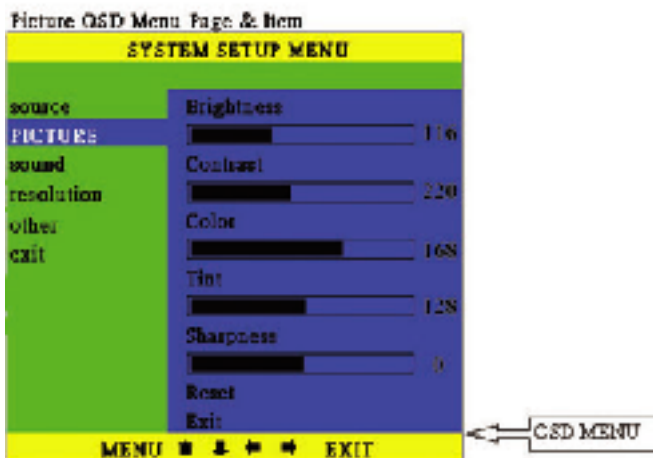 Picture OSD Menu Page & Item
SYSTEM SETUP MENU
source
PICTURE
sound
resolution
other
exit
Brightness
116
Contrast
220
Color
168
Tint
128
Sharpness
0
Reset
Exit
MENU EXIT
OSD MENU